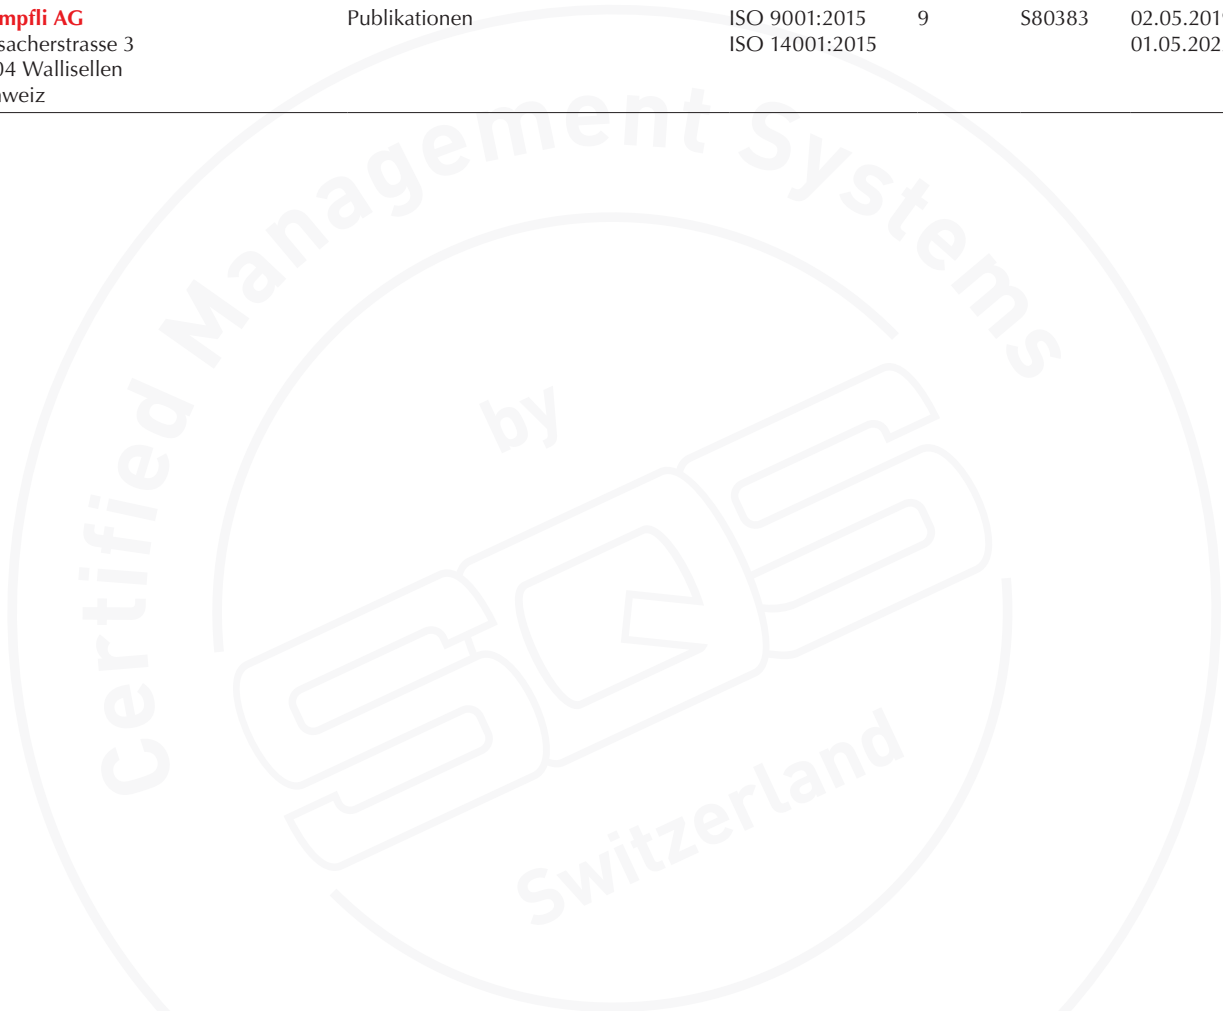 mpfli AG Publikationen ISO 9001:2015 9 S80383 02.05.201
sacherstrasse 3 ISO 14001:2015 01.05.202
04 Wallisellen
weiz
Certified Management Systems
by
SQS
Switzerland